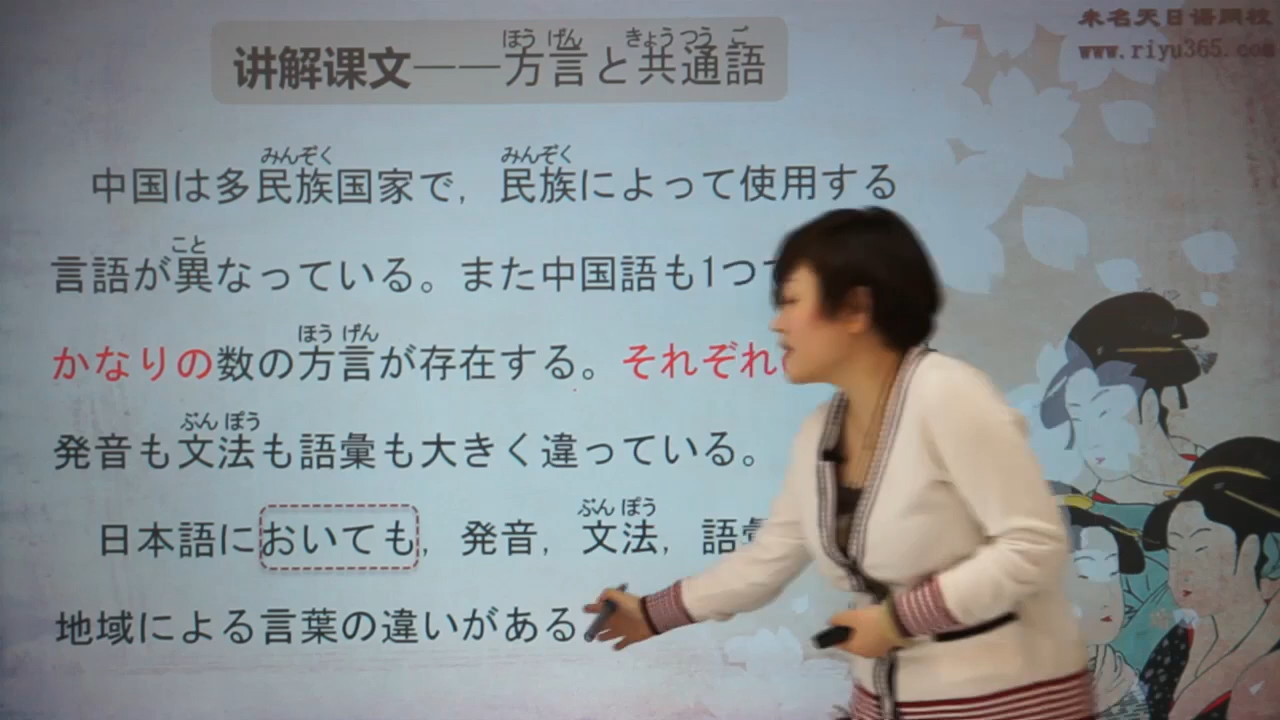 未名天日语网校
www.riyu365.com
讲解课文——方言と共通語
ほう げん きょう つう ご
みんぞく みんぞく
中国は多民族国家で，民族によって使用する
こと
言語が異なっている。また中国語も1つ
ほう げん
かなりの数の方言が存在する。それぞれ
ぶん ぽう
発音も文法も語彙も大きく違っている。
ぶん ぽう
日本語においても，発音，文法，語
地域による言葉の違いがある